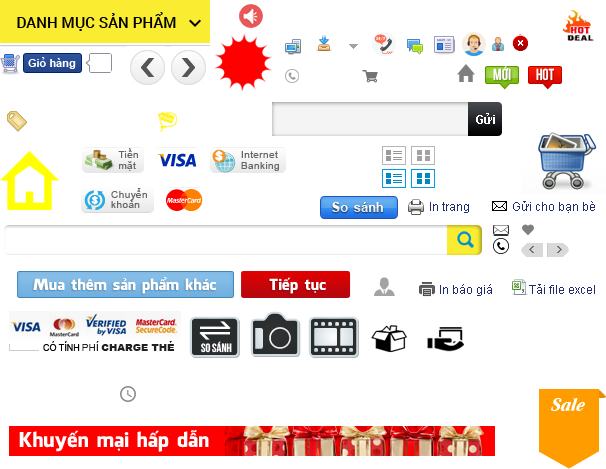 DANH MỤC SẢN PHẨM
HOT
DEAL
24/7
Giỏ hàng
MỚI
HOT
Gửi
Tiền mặt
VISA
Internet Banking
Chuyển khoản
MasterCard
So sánh
In trang
Gửi cho bạn bè
Mua thêm sản phẩm khác
Tiếp tục
In báo giá
Tải file excel
VISA
MasterCard
VERIFIED by VISA
MasterCard. SecureCode.
CÓ TÍNH PHÍ CHARGE THẺ
SO SÁNH
Sale
Khuyến mại hấp dẫn